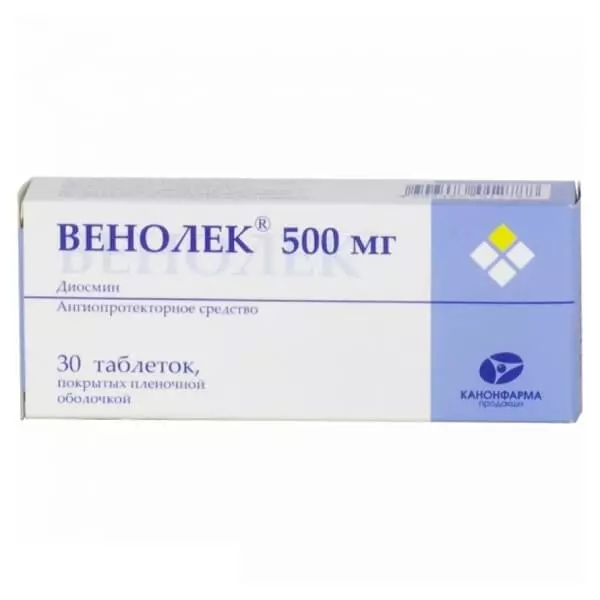 ВЕНОЛЕК® 500 мг
Диосмин
Ангиопротекторное средство
30 таблеток,
покрытых пленочной
оболочкой
КАНОНФАРМА
продакшн